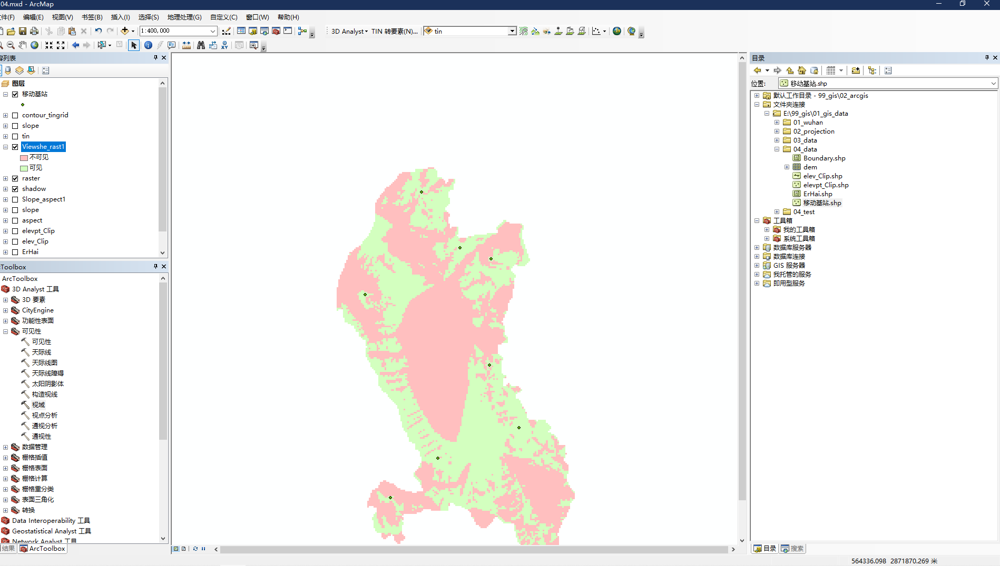 04.mxd - ArcMap
件(F) 编辑(E) 视图(V) 书签(B) 插入(I) 选择(S) 地理处理(G) 自定义(C) 窗口(W) 帮助(H)
1:400,000
3D Analyst TIN 转要素(N)... tin
容列表
图层
移动基站
contour_tingrid
slope
tin
Viewshe_rast1
不可见
可见
raster
shadow
Slope_aspect1
slope
aspect
elevpt_Clip
elev_Clip
ErHai
cToolbox
ArcToolbox
3D Analyst 工具
3D 要素
CityEngine
功能性表面
可见性
可见性
天际线
天际线图
天际线障碍
太阳阴影体
构造视线
视域
视点分析
通视分析
通视性
数据管理
栅格插值
栅格表面
栅格计算
栅格重分类
表面三角化
转换
Data Interoperability 工具
Geostatistical Analyst 工具
Network Analyst 工具
结果 ArcToolbox
目录
位置: 移动基站.shp
默认工作目录 - 99_gis\02_arcgis
文件夹连接
E:\99_gis\01_gis_data
01_wuhan
02_projection
03_data
04_data
Boundary.shp
dem
elev_Clip.shp
elevpt_Clip.shp
ErHai.shp
移动基站.shp
04_test
工具箱
我的工具箱
系统工具箱
数据库服务器
数据库连接
GIS 服务器
我托管的服务
即用型服务
目录 搜索
564336.098 2871870.269 米